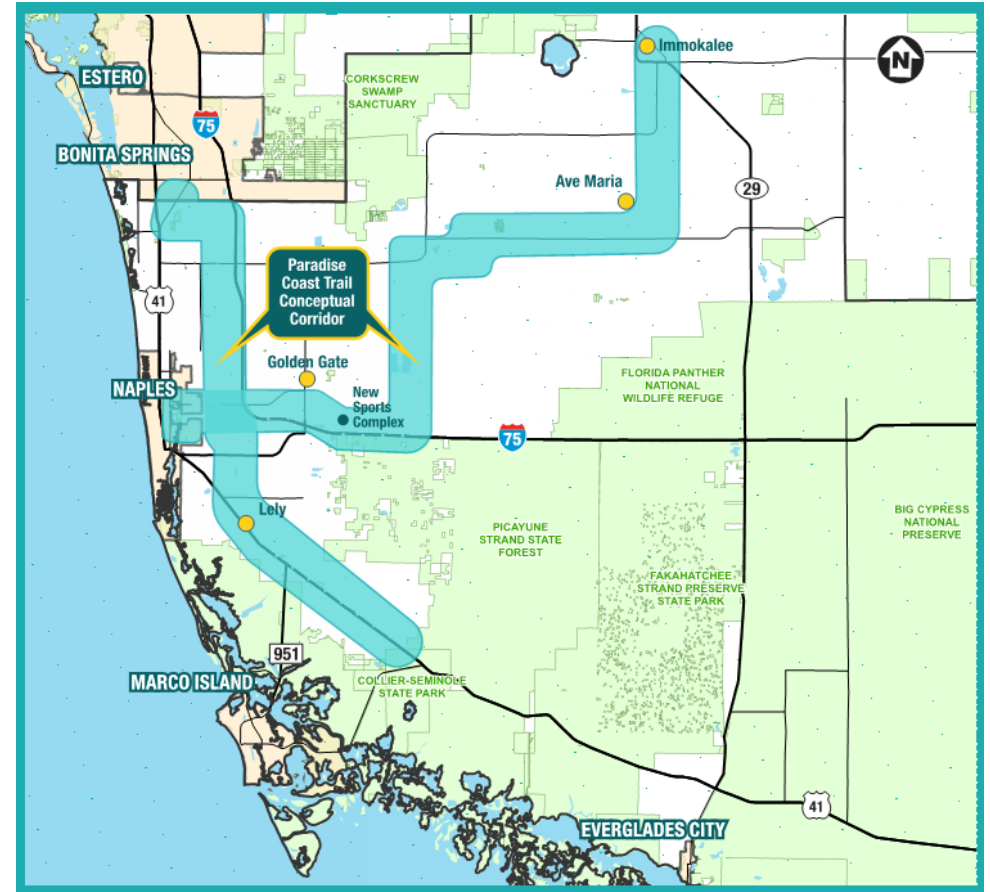 Immokalee
N
ESTERO
CORKSCREW
SWAMP
SANCTUARY
75
BONITA SPRINGS
Ave Maria
29
Paradise
Coast Trail
Conceptual
Corridor
41
Golden Gate
NAPLES
New
Sports
Complex
FLORIDA PANTHER
NATIONAL
WILDLIFE REFUGE
75
Lely
BIG CYPRESS
NATIONAL
PRESERVE
PICAYUNE
STRAND STATE
FOREST
FAKAHATCHEE
STRAND PRESERVE
STATE PARK
951
MARCO ISLAND
COLLIER-SEMINOLE
STATE PARK
41
EVERGLADES CITY